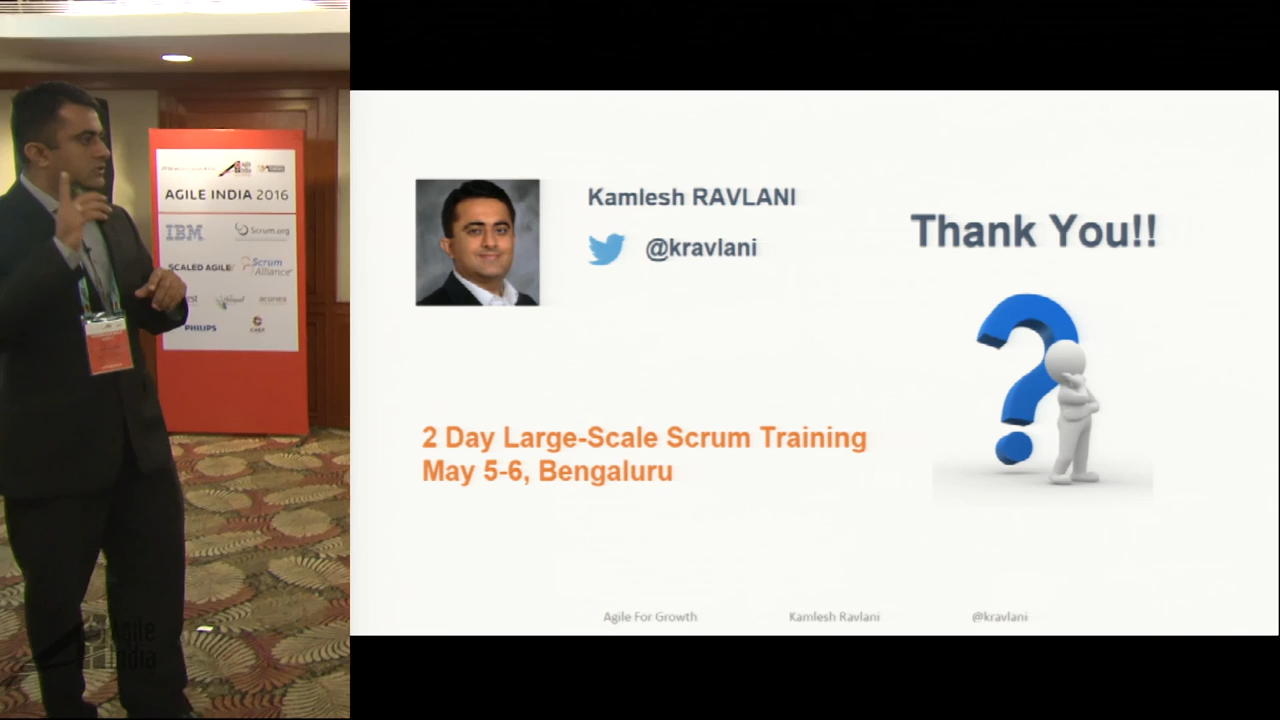 AGILE INDIA 2016
IBM
Scrum.org
SCALED AGILE
Scrum
Alliance
PHILIPS
Agile
India
Kamlesh RAVLANI
@kravlani
Thank You!!
2 Day Large-Scale Scrum Training
May 5-6, Bengaluru
Agile For Growth
Kamlesh Ravlani
@kravlani